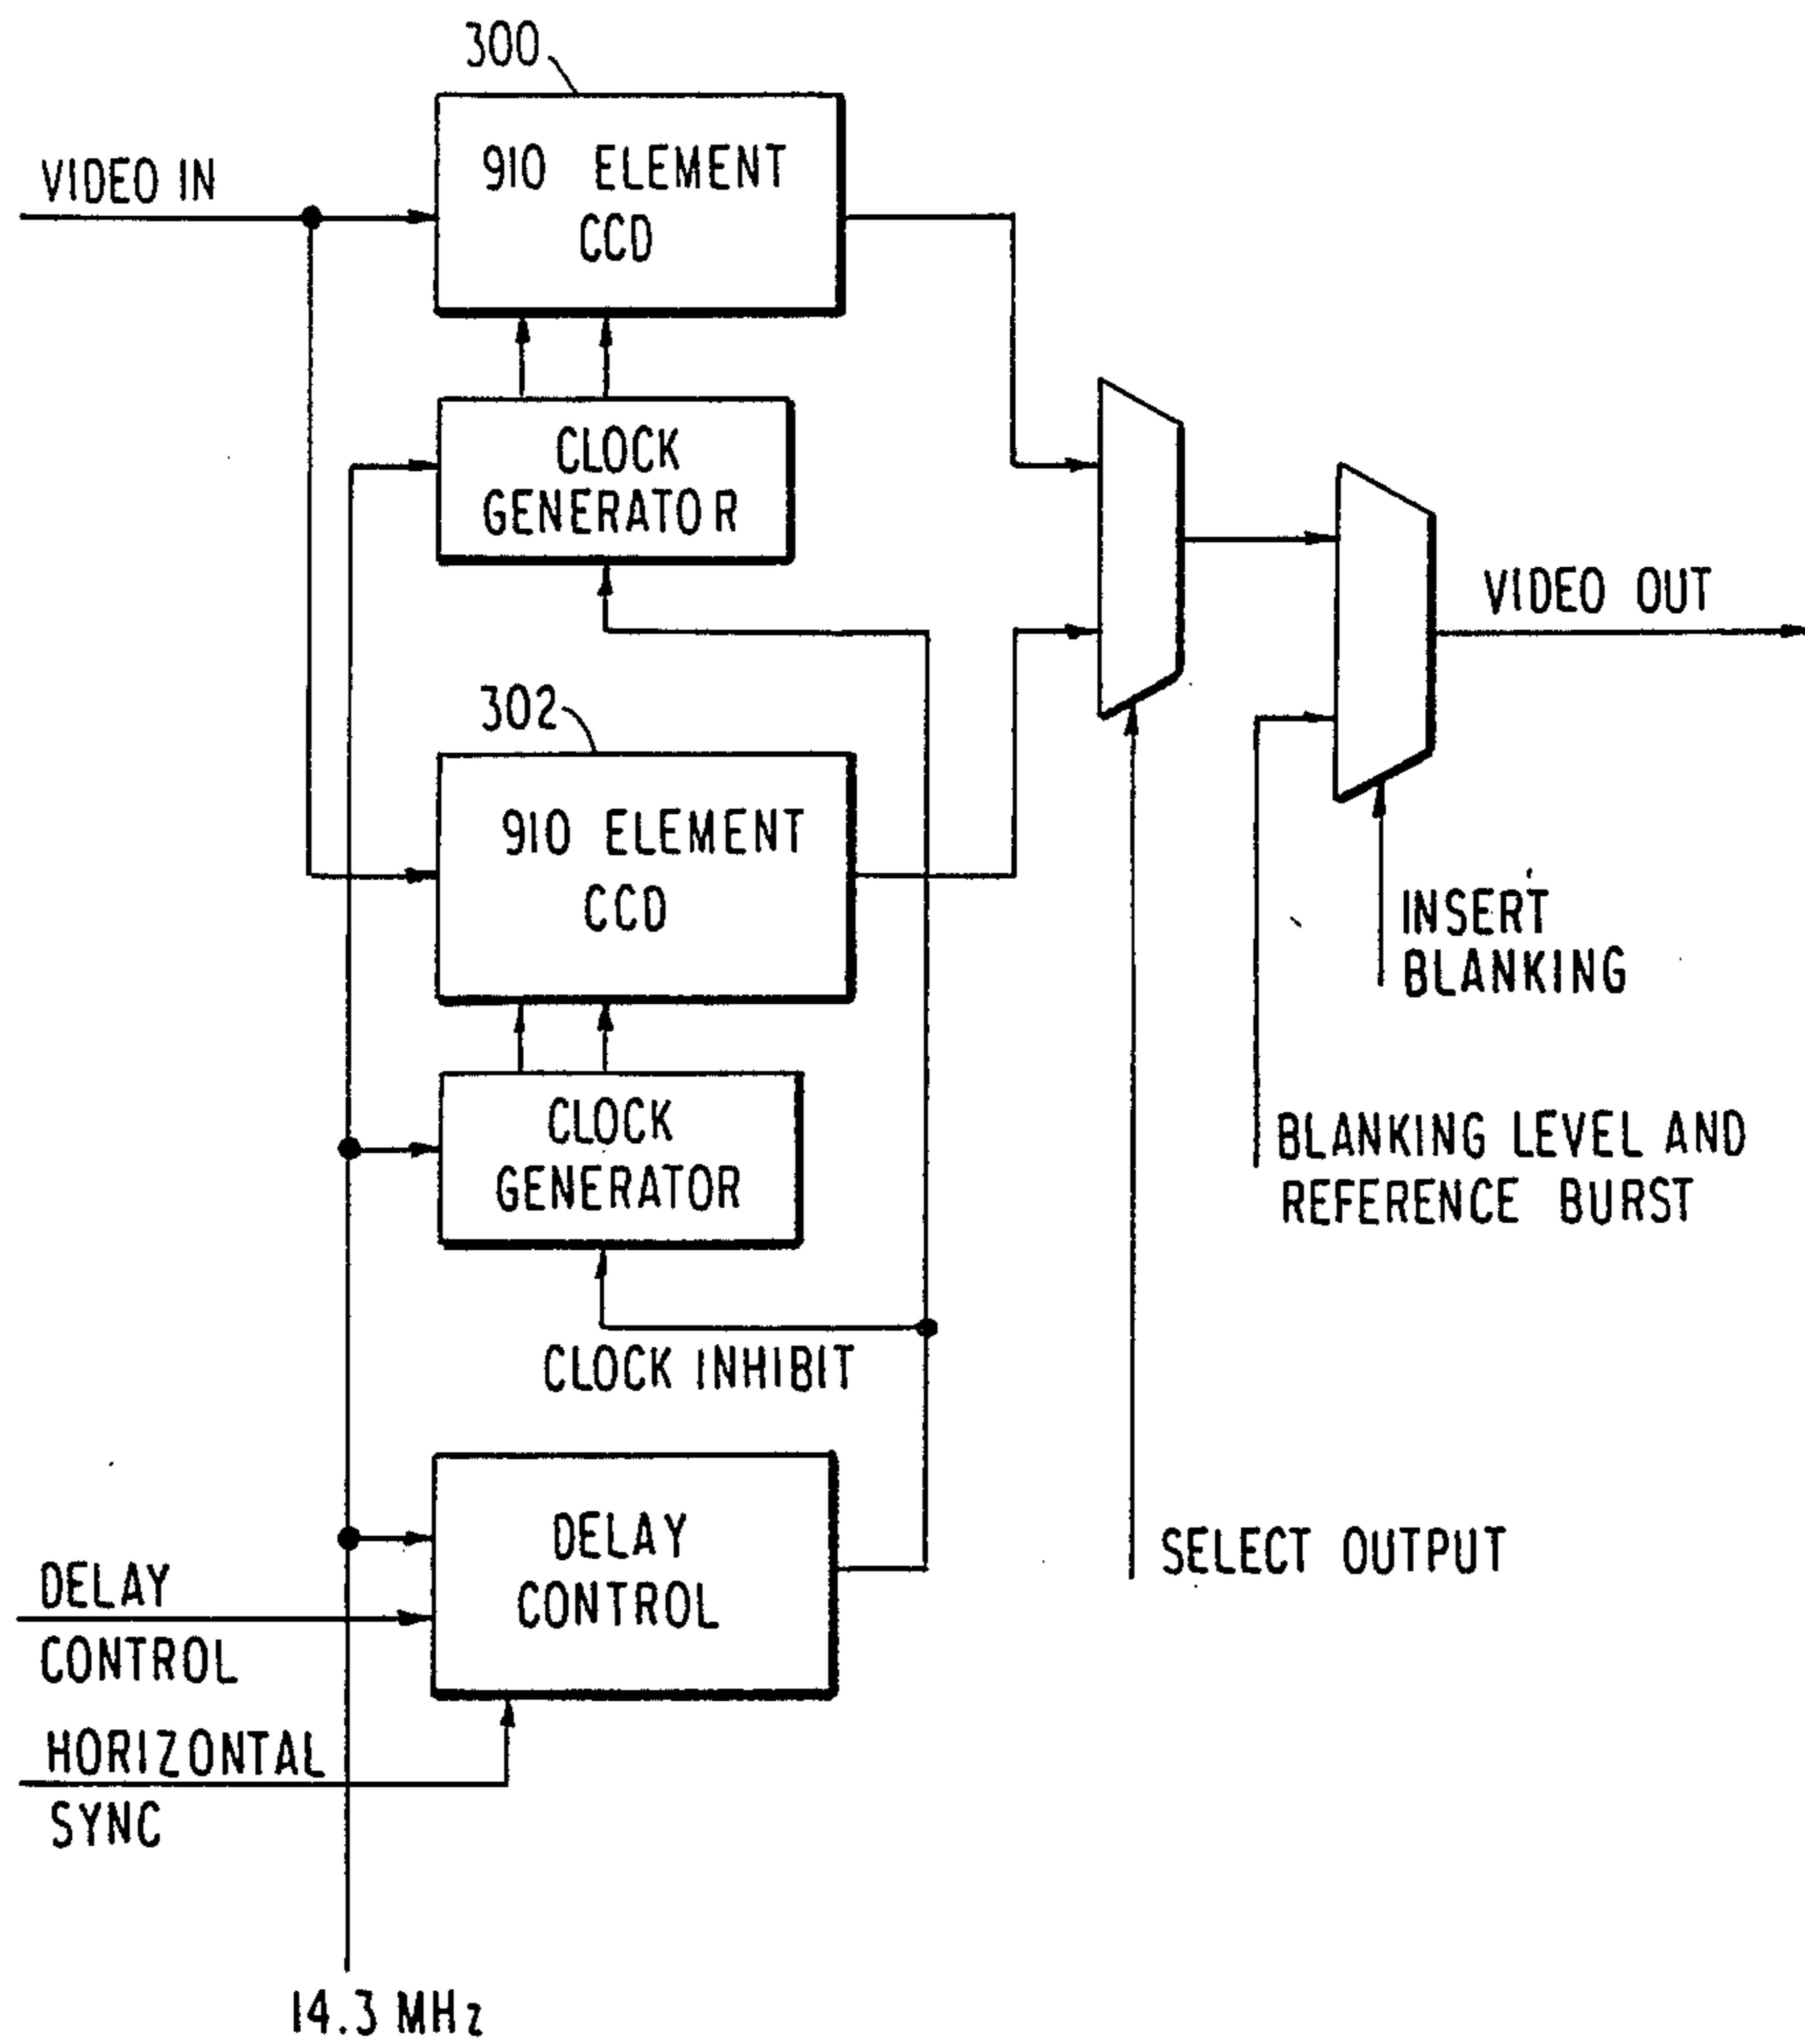 300
VIDEO IN
910 ELEMENT
CCD
CLOCK
GENERATOR
VIDEO OUT
302
910 ELEMENT
CCD
INSERT
BLANKING
CLOCK
GENERATOR
BLANKING LEVEL AND
REFERENCE BURST
CLOCK INHIBIT
SELECT OUTPUT
DELAY
CONTROL
DELAY
CONTROL
HORIZONTAL
SYNC
14.3 MHz